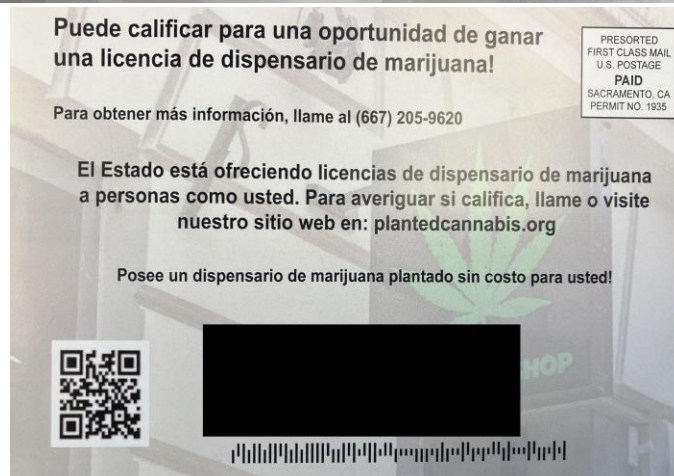 Puede calificar para una oportunidad de ganar
una licencia de dispensario de marijuana!
PRESORTED
FIRST CLASS MAIL
U.S. POSTAGE
PAID
SACRAMENTO, CA
PERMIT NO. 1935
Para obtener más información, llame al (667) 205-9620
El Estado está ofreciendo licencias de dispensario de marijuana
a personas como usted. Para averiguar si califica, llame o visite
nuestro sitio web en: plantedcannabis.org
Posee un dispensario de marijuana plantado sin costo para usted!
HOP